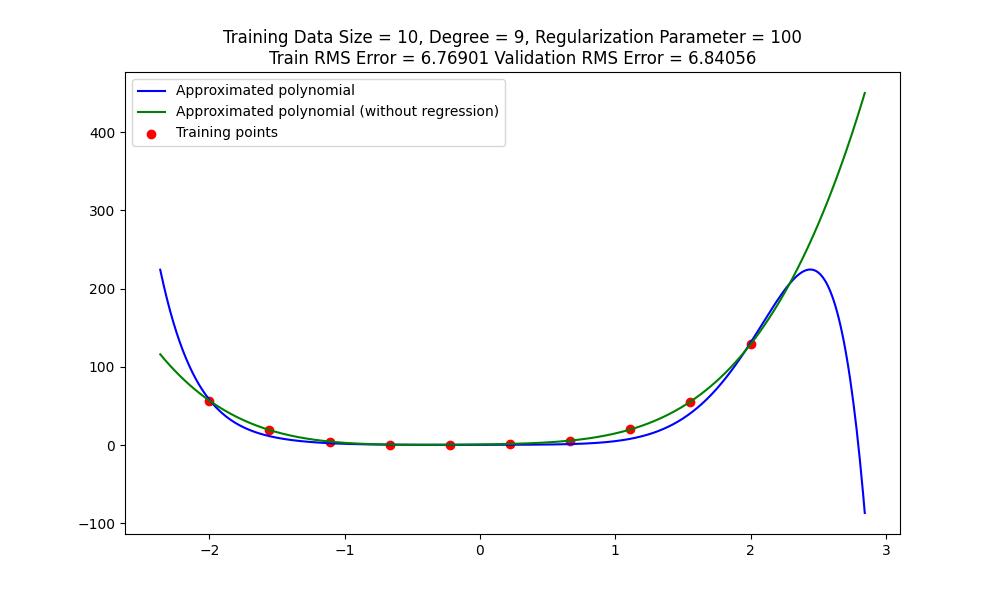 Training Data Size = 10, Degree = 9, Regularization Parameter = 100
Train RMS Error = 6.76901 Validation RMS Error = 6.84056
Approximated polynomial
Approximated polynomial (without regression)
Training points
400
300
200
100
0
−100
−2
−1
0
1
2
3